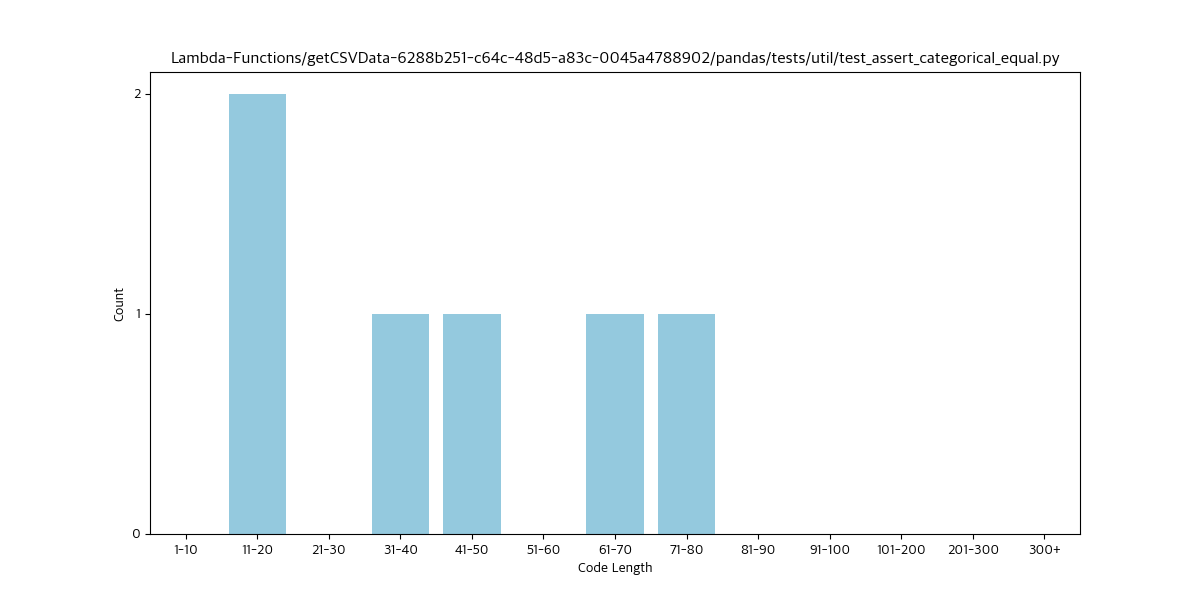 Lambda-Functions/getCSVData-6288b251-c64c-48d5-a83c-0045a4788902/pandas/tests/util/test_assert_categorical_equal.py
2
1
0
Count
1-10 11-20 21-30 31-40 41-50 51-60 61-70 71-80 81-90 91-100 101-200 201-300 300+
Code Length